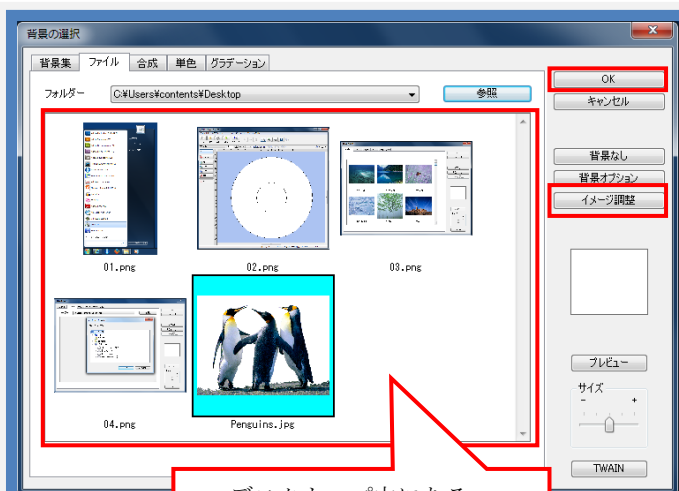 背景の選択
背景集 ファイル 合成 単色 グラデーション
フォルダー C:¥Users¥contents¥Desktop 参照
OK
キャンセル
背景なし
背景オプション
イメージ調整
01.png 02.png 03.png
04.png Penguins.jpg
プレビュー
サイズ
- +
TWAIN